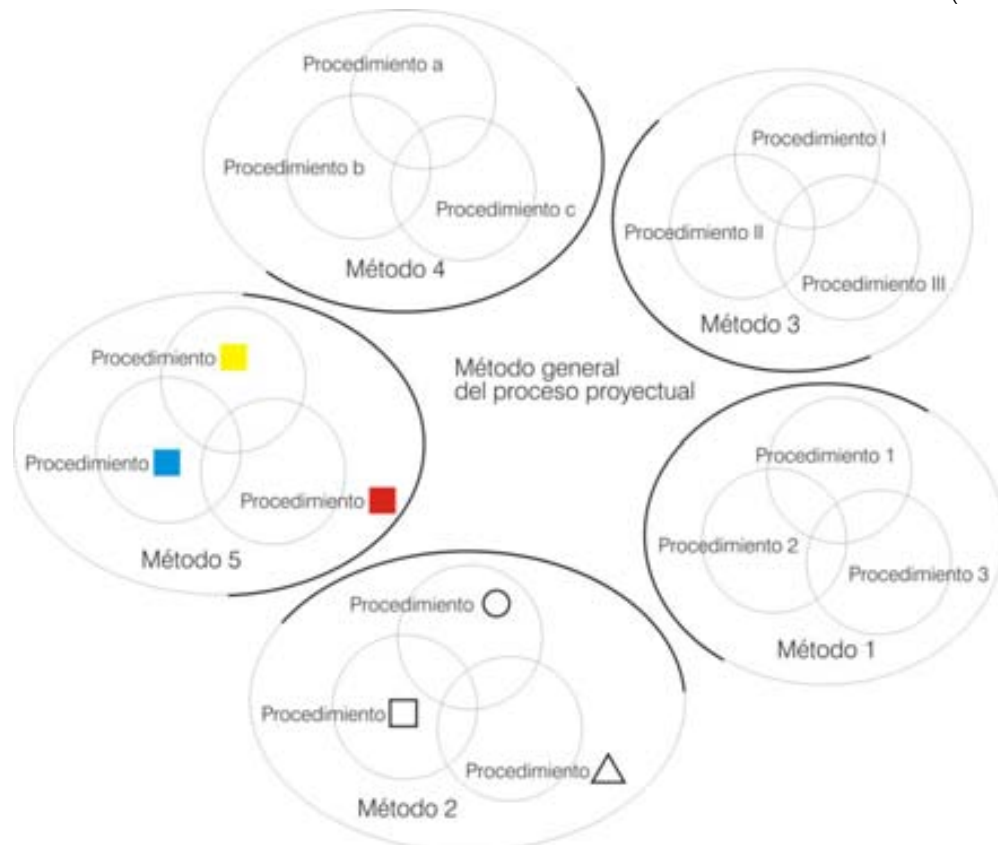 (
Procedimiento a
Procedimiento b
Procedimiento c
Método 4
Procedimiento I
Procedimiento II
Procedimiento III
Método 3
Método general
del proceso proyectual
Procedimiento
Procedimiento
Procedimiento
Método 5
Procedimiento 1
Procedimiento 2
Procedimiento 3
Método 1
Procedimiento
Procedimiento
Procedimiento
Método 2